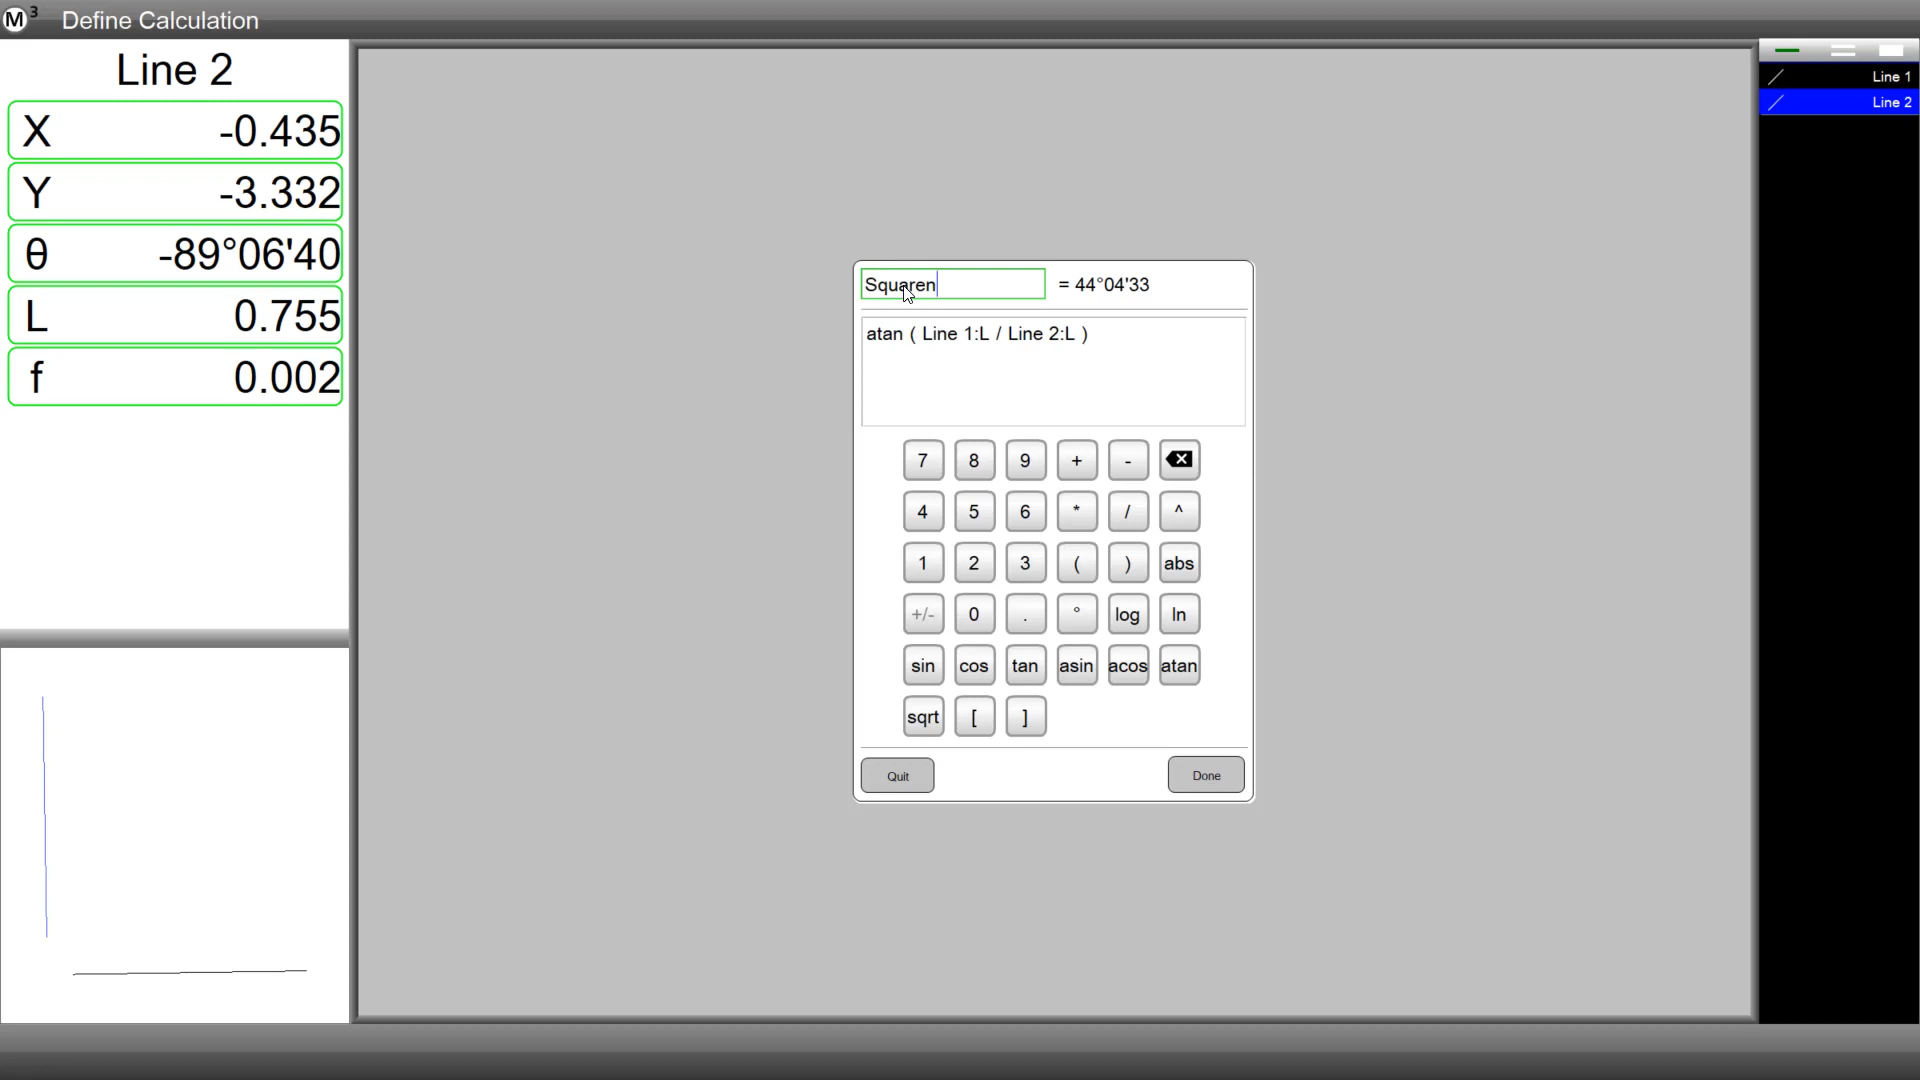 M3 Define Calculation
Line 2
X -0.435
Y -3.332
θ -89°06'40
L 0.755
f 0.002
Squaren = 44°04'33
atan ( Line 1:L / Line 2:L )
7 8 9 + -
4 5 6 * / ^
1 2 3 ( ) abs
+/- 0 . ° log ln
sin cos tan asin acos atan
sqrt [ ]
Quit Done
Line 1
Line 2